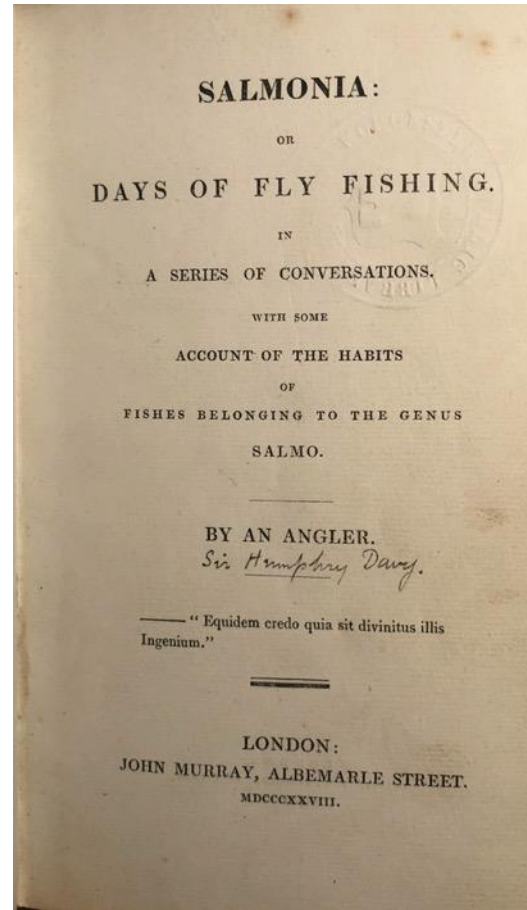 SALMONIA:
OR
DAYS OF FLY FISHING.
IN
A SERIES OF CONVERSATIONS.
WITH SOME
ACCOUNT OF THE HABITS
OF
FISHES BELONGING TO THE GENUS
SALMO.
BY AN ANGLER.
Sir Humphry Davy.
—— " Equidem credo quia sit divinitus illis
Ingenium."
LONDON:
JOHN MURRAY, ALBEMARLE STREET.
MDCCCXXVIII.